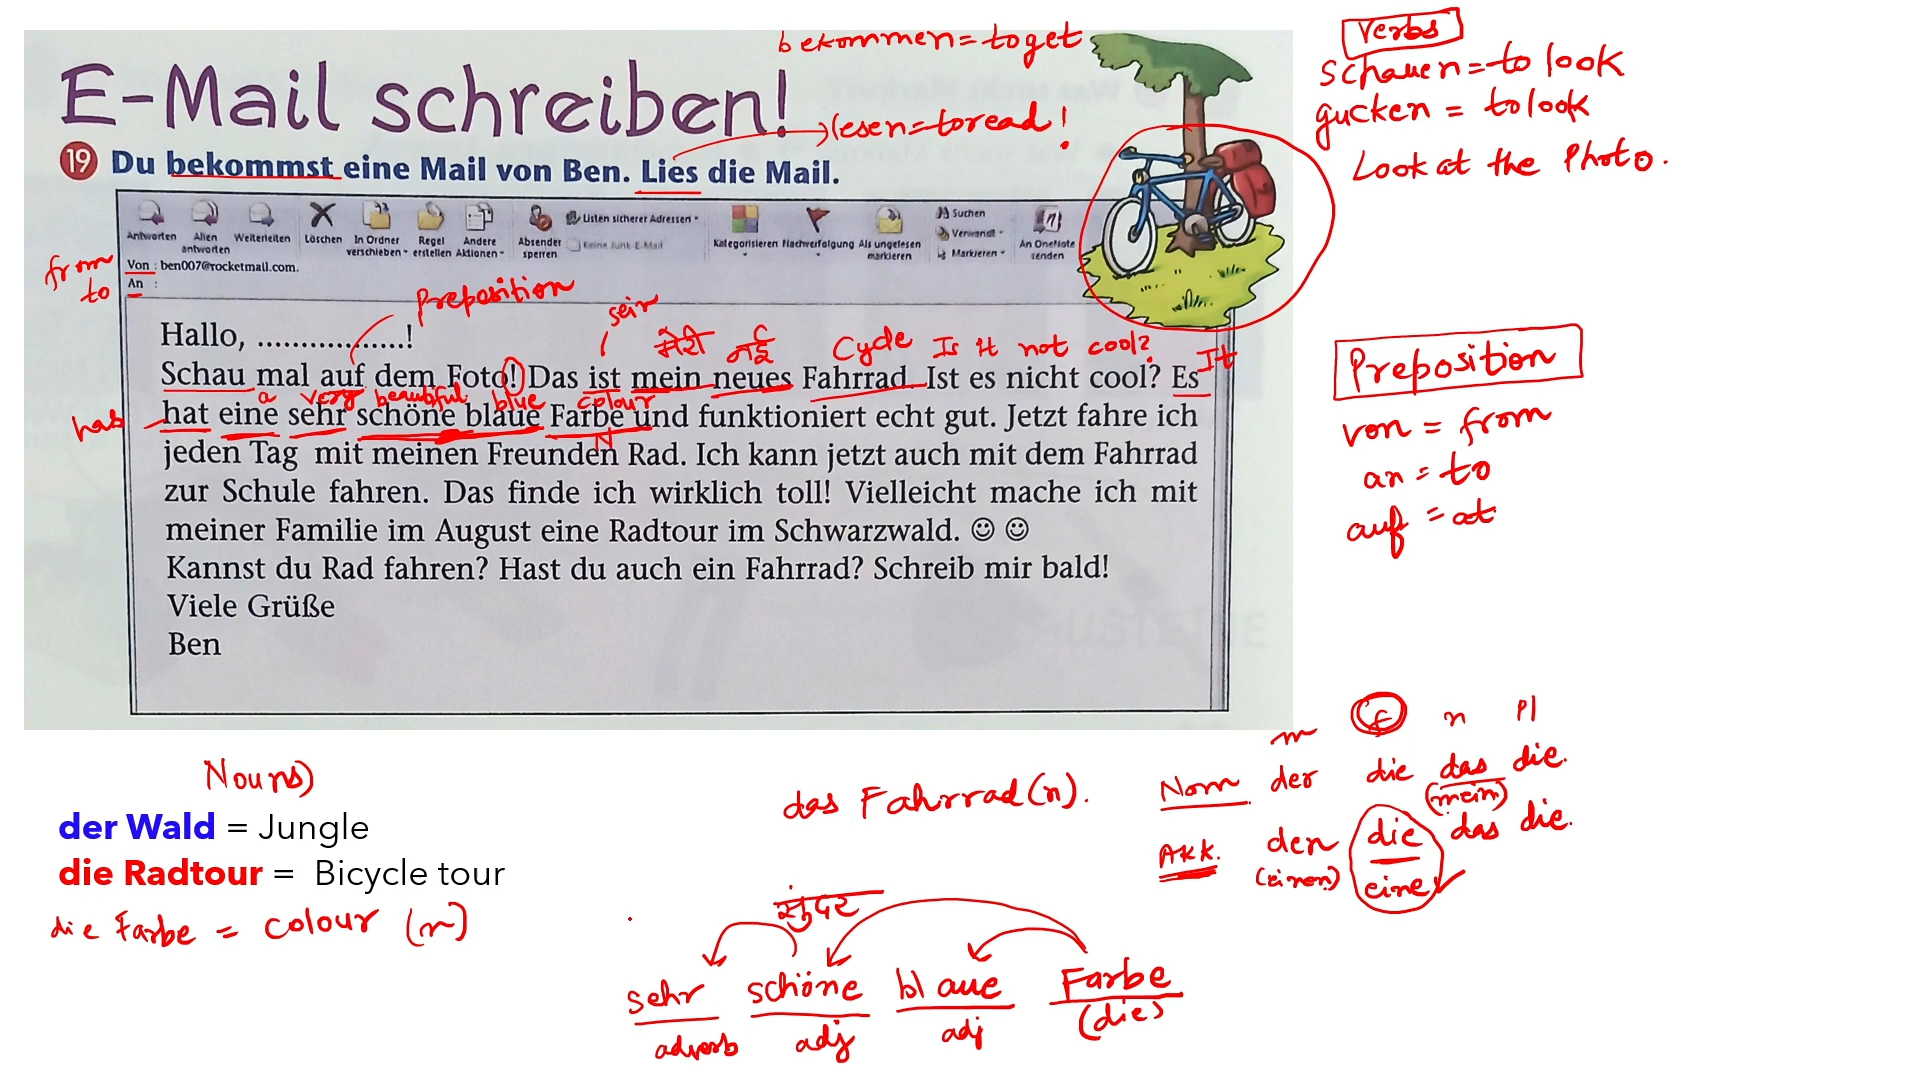 bekommen = to get
Verbs
schauen = to look
gucken = to look
Look at the Photo.
E-Mail schreiben!
lesen = to read!
19 Du bekommst eine Mail von Ben. Lies die Mail.
Antworten Allen antworten Weiterleiten Löschen In Ordner verschieben Regel erstellen Andere Aktionen Absender sperren Listen sicherer Adressen Keine Junk-E-Mail Kategorisieren Nachverfolgung Als ungelesen markieren Suchen Verwandt Markieren An OneNote senden
from Von : ben007@rocketmail.com.
to An :
Preposition
sein
Hallo, ..................!
मेरी नई Cycle Is it not cool? It
Schau mal auf dem Foto! Das ist mein neues Fahrrad. Ist es nicht cool? Es
a very beautiful blue colour
has hat eine sehr schöne blaue Farbe und funktioniert echt gut. Jetzt fahre ich
N
jeden Tag mit meinen Freunden Rad. Ich kann jetzt auch mit dem Fahrrad
zur Schule fahren. Das finde ich wirklich toll! Vielleicht mache ich mit
meiner Familie im August eine Radtour im Schwarzwald. ☺ ☺
Kannst du Rad fahren? Hast du auch ein Fahrrad? Schreib mir bald!
Viele Grüße
Ben
Preposition
von = from
an = to
auf = at
m f n Pl
Nom der die das die.
(mein)
Akk. den die das die.
(einen) eine
Nouns)
der Wald = Jungle
die Radtour = Bicycle tour
die Farbe = colour (n)
das Fahrrad (n).
सुंदर
sehr schöne blaue Farbe
adverb adj adj (die)